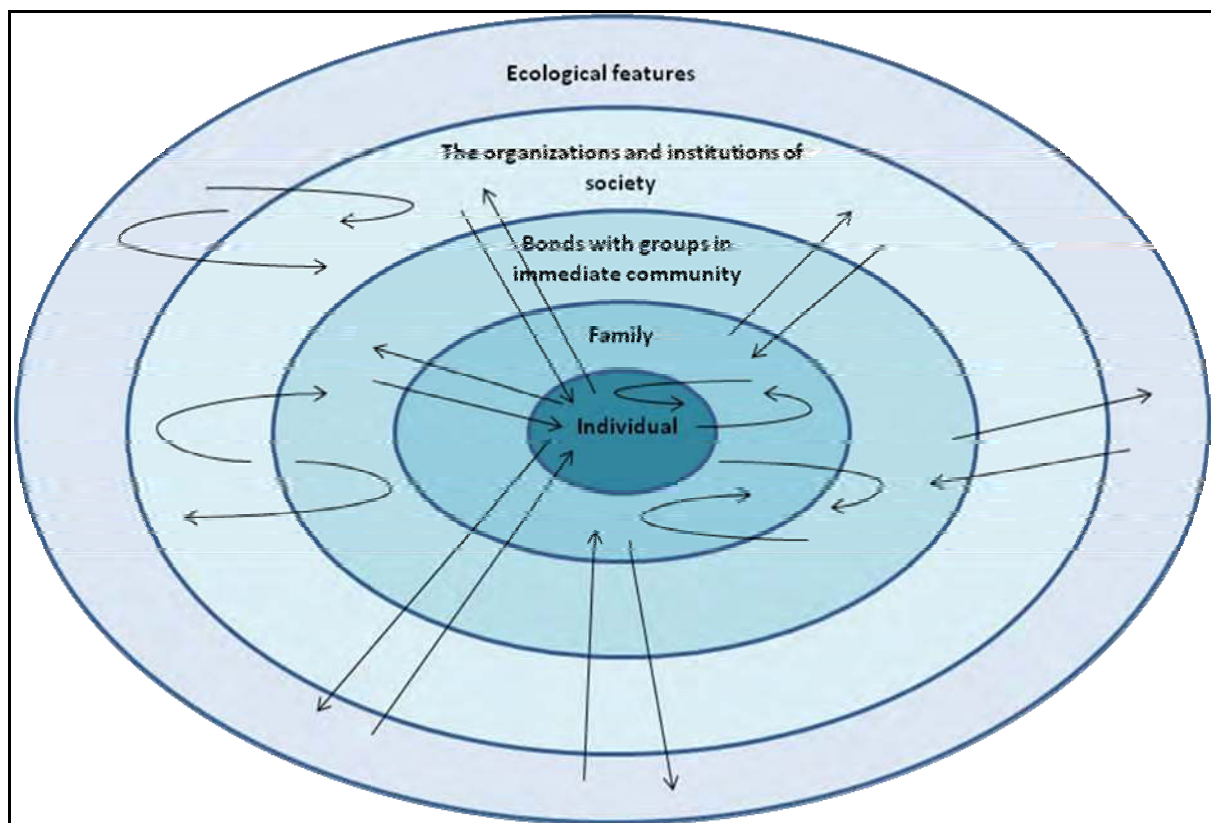 Ecological features
The organizations and institutions of
society
Bonds with groups in
immediate community
Family
Individual